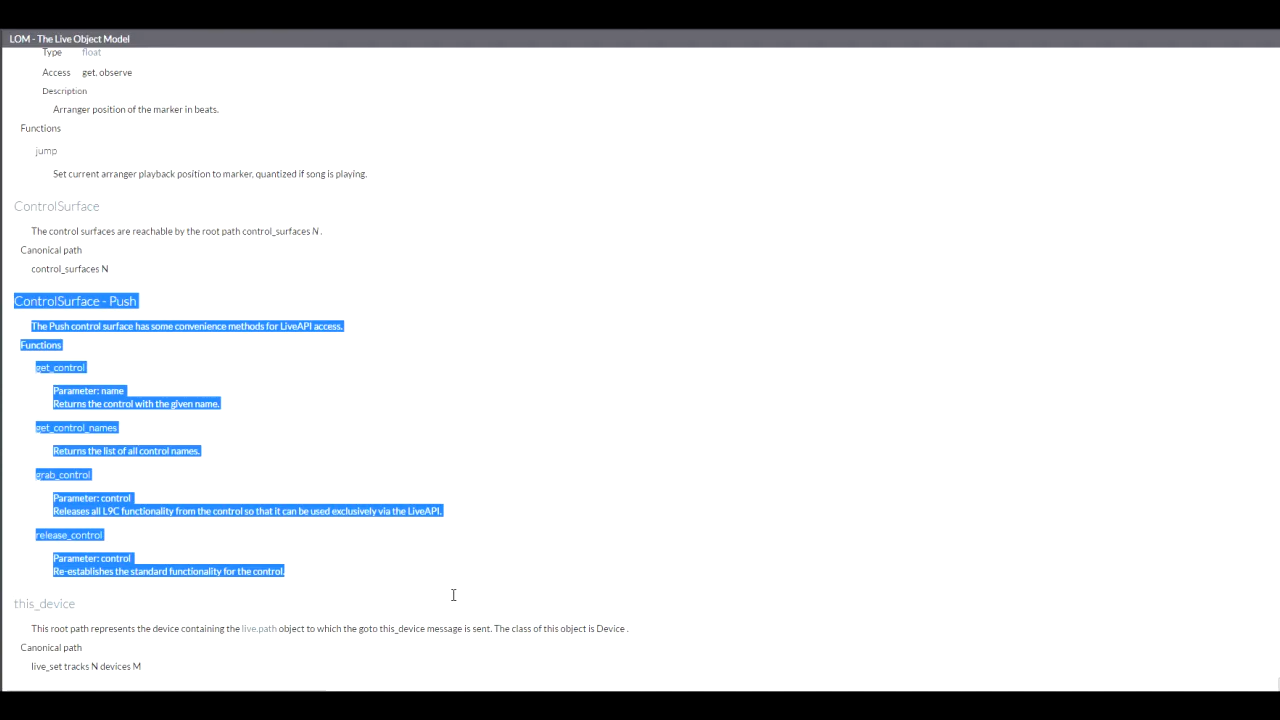 LOM - The Live Object Model
Type float
Access get, observe
Description
Arranger position of the marker in beats.
Functions
jump
Set current arranger playback position to marker, quantized if song is playing.
ControlSurface
The control surfaces are reachable by the root path control_surfaces N .
Canonical path
control_surfaces N
ControlSurface - Push
The Push control surface has some convenience methods for LiveAPI access.
Functions
get_control
Parameter: name
Returns the control with the given name.
get_control_names
Returns the list of all control names.
grab_control
Parameter: control
Releases all L9C functionality from the control so that it can be used exclusively via the LiveAPI.
release_control
Parameter: control
Re-establishes the standard functionality for the control.
this_device
This root path represents the device containing the live.path object to which the goto this_device message is sent. The class of this object is Device .
Canonical path
live_set tracks N devices M